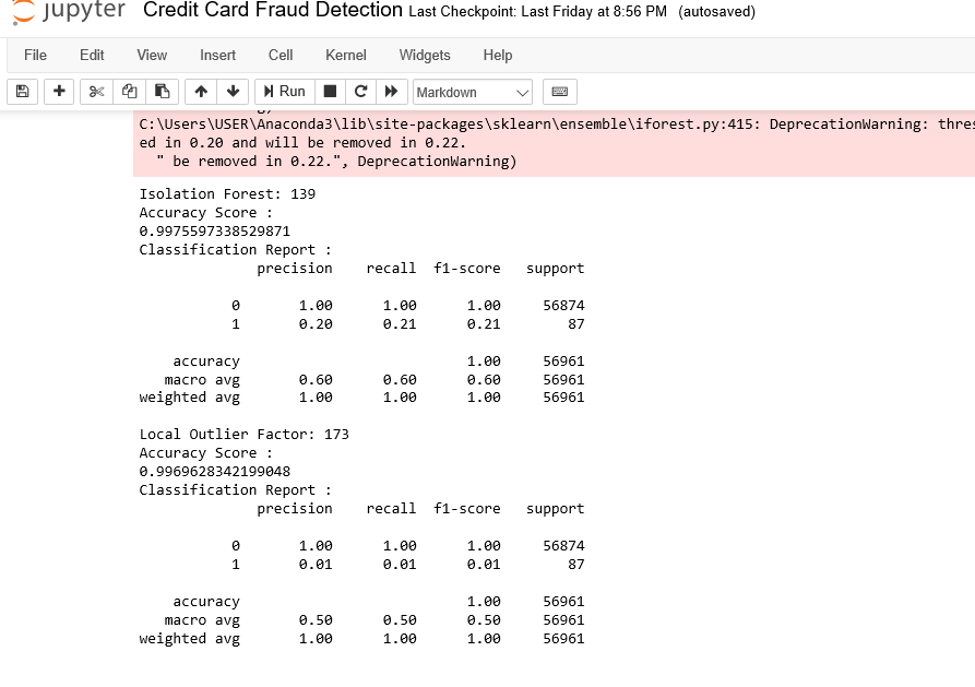 jupyter Credit Card Fraud Detection Last Checkpoint: Last Friday at 8:56 PM (autosaved)
File Edit View Insert Cell Kernel Widgets Help
Run Markdown
C:\Users\USER\Anaconda3\lib\site-packages\sklearn\ensemble\iforest.py:415: DeprecationWarning: thres
ed in 0.20 and will be removed in 0.22.
" be removed in 0.22.", DeprecationWarning)
Isolation Forest: 139
Accuracy Score :
0.9975597338529871
Classification Report :
precision recall f1-score support
0 1.00 1.00 1.00 56874
1 0.20 0.21 0.21 87
accuracy 1.00 56961
macro avg 0.60 0.60 0.60 56961
weighted avg 1.00 1.00 1.00 56961
Local Outlier Factor: 173
Accuracy Score :
0.9969628342199048
Classification Report :
precision recall f1-score support
0 1.00 1.00 1.00 56874
1 0.01 0.01 0.01 87
accuracy 1.00 56961
macro avg 0.50 0.50 0.50 56961
weighted avg 1.00 1.00 1.00 56961